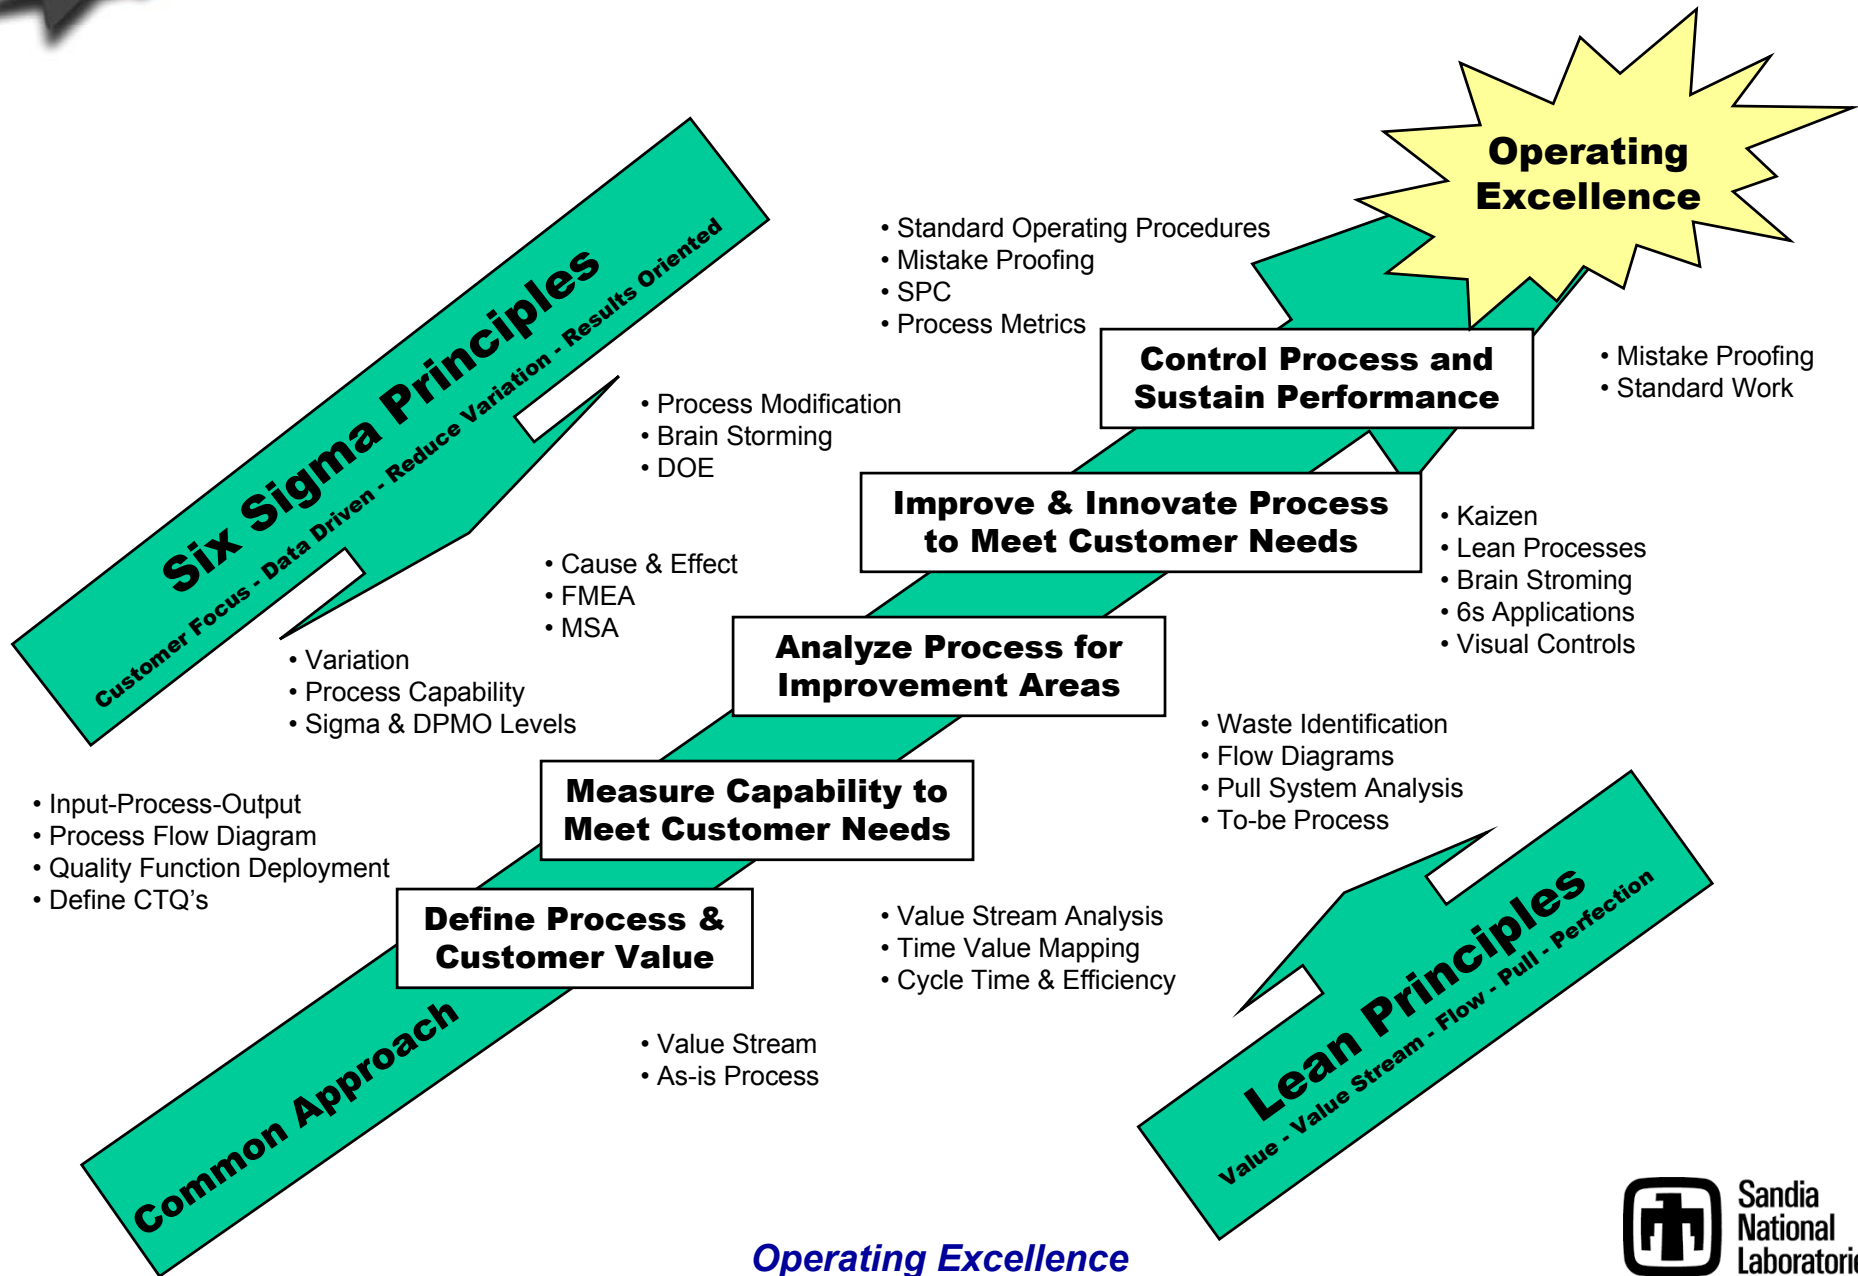 Operating
Excellence
Six Sigma Principles
Customer Focus - Data Driven - Reduce Variation - Results Oriented
• Standard Operating Procedures
• Mistake Proofing
• SPC
• Process Metrics
Control Process and
Sustain Performance
• Mistake Proofing
• Standard Work
• Process Modification
• Brain Storming
• DOE
Improve & Innovate Process
to Meet Customer Needs
• Kaizen
• Lean Processes
• Brain Stroming
• 6s Applications
• Visual Controls
• Cause & Effect
• FMEA
• MSA
Analyze Process for
Improvement Areas
• Variation
• Process Capability
• Sigma & DPMO Levels
• Waste Identification
• Flow Diagrams
• Pull System Analysis
• To-be Process
Measure Capability to
Meet Customer Needs
• Input-Process-Output
• Process Flow Diagram
• Quality Function Deployment
• Define CTQ's
Define Process &
Customer Value
• Value Stream Analysis
• Time Value Mapping
• Cycle Time & Efficiency
• Value Stream
• As-is Process
Common Approach
Lean Principles
Value - Value Stream - Flow - Pull - Perfection
Operating Excellence
Sandia
National
Laboratorie